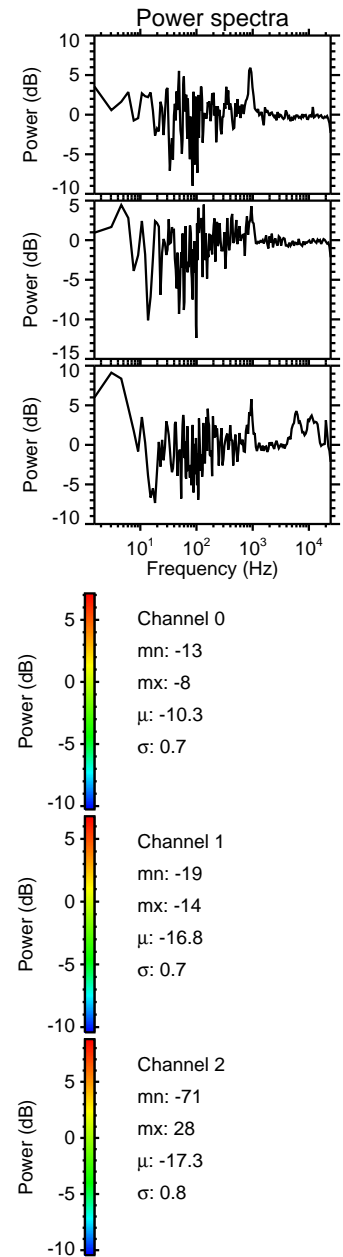 Power spectra
10
5
0
-5
-10
Power (dB)
5
0
-5
-10
-15
Power (dB)
10
5
0
-5
-10
Power (dB)
10¹ 10² 10³ 10⁴
Frequency (Hz)
5
0
-5
-10
Power (dB)
Channel 0
mn: -13
mx: -8
μ: -10.3
σ: 0.7
5
0
-5
-10
Power (dB)
Channel 1
mn: -19
mx: -14
μ: -16.8
σ: 0.7
5
0
-5
-10
Power (dB)
Channel 2
mn: -71
mx: 28
μ: -17.3
σ: 0.8